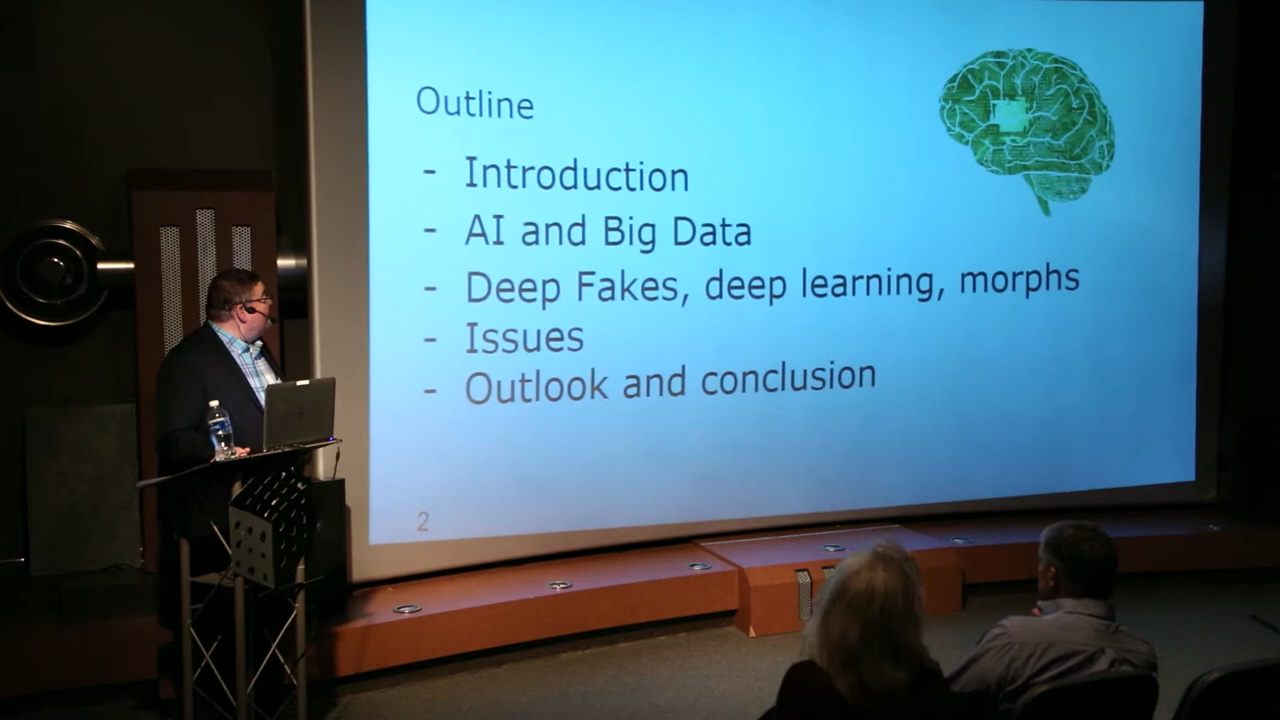 Outline
- Introduction
- AI and Big Data
- Deep Fakes, deep learning, morphs
- Issues
- Outlook and conclusion
2